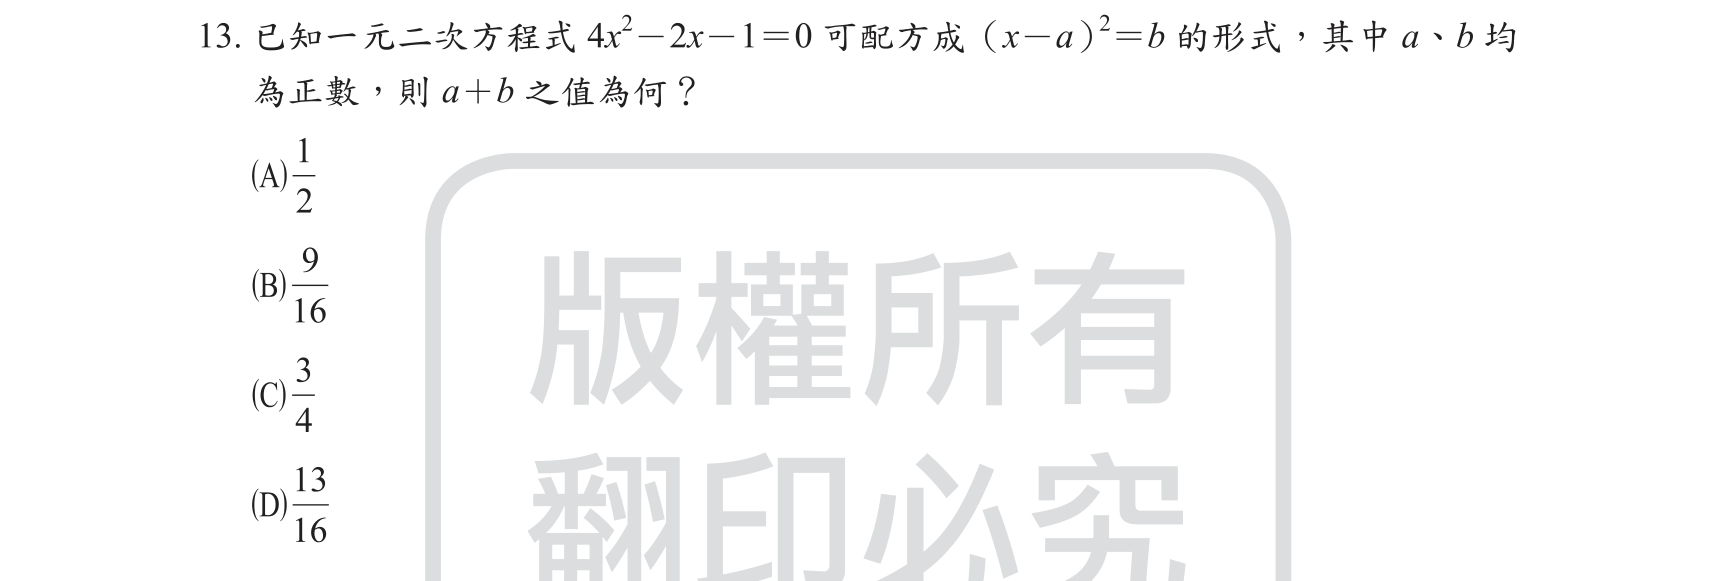 13. 已知一元二次方程式 4x²－2x－1＝0 可配方成（x－a）²＝b 的形式，其中 a、b 均
為正數，則 a＋b 之值為何？
(A) 1/2
(B) 9/16
(C) 3/4
(D) 13/16
版權所有
翻印必究